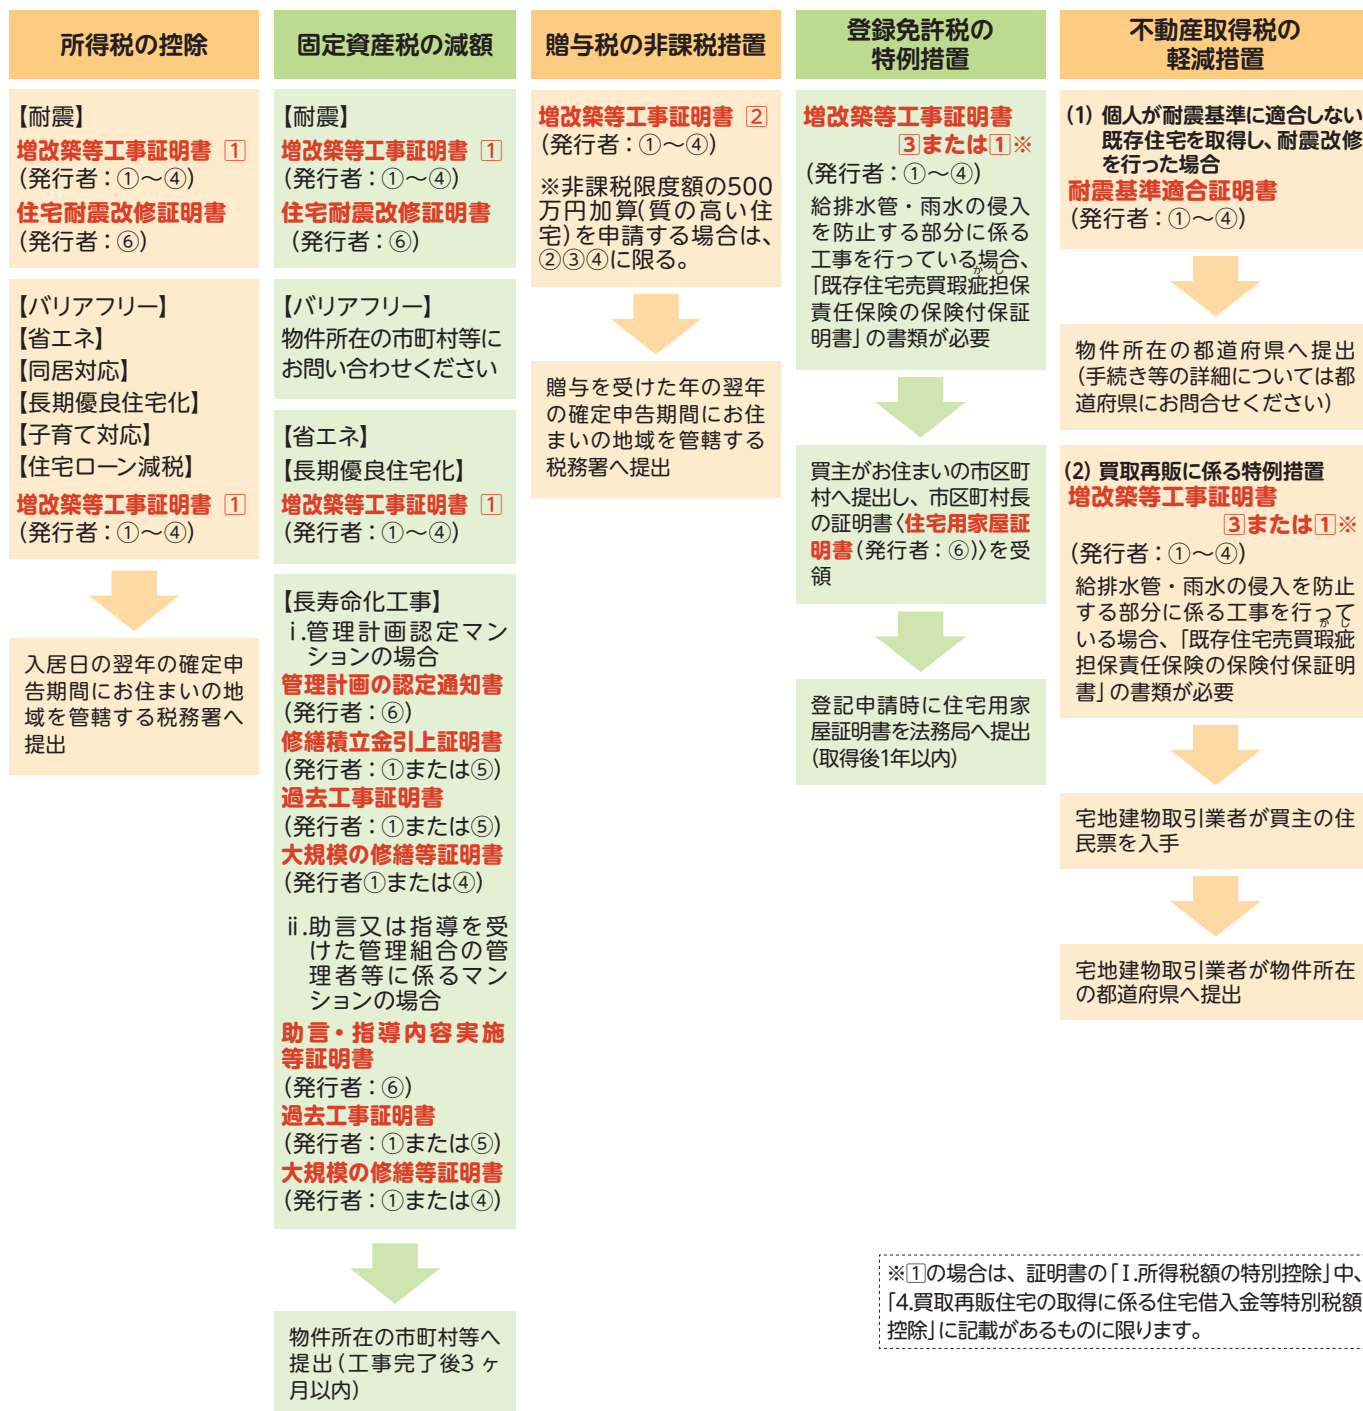 所得税の控除
【耐震】
増改築等工事証明書 1
(発行者：①～④)
住宅耐震改修証明書
(発行者：⑥)
【バリアフリー】
【省エネ】
【同居対応】
【長期優良住宅化】
【子育て対応】
【住宅ローン減税】
増改築等工事証明書 1
(発行者：①～④)
入居日の翌年の確定申
告期間にお住まいの地
域を管轄する税務署へ
提出
固定資産税の減額
【耐震】
増改築等工事証明書 1
(発行者：①～④)
住宅耐震改修証明書
(発行者：⑥)
【バリアフリー】
物件所在の市町村等に
お問い合わせください
【省エネ】
【長期優良住宅化】
増改築等工事証明書 1
(発行者：①～④)
【長寿命化工事】
ⅰ.管理計画認定マン
ションの場合
管理計画の認定通知書
(発行者：⑥)
修繕積立金引上証明書
(発行者：①または⑤)
過去工事証明書
(発行者：①または⑤)
大規模の修繕等証明書
(発行者①または④)
ⅱ.助言又は指導を受
けた管理組合の管
理者等に係るマン
ションの場合
助言・指導内容実施
等証明書
(発行者：⑥)
過去工事証明書
(発行者：①または⑤)
大規模の修繕等証明書
(発行者：①または④)
物件所在の市町村等へ
提出(工事完了後3ヶ
月以内)
贈与税の非課税措置
増改築等工事証明書 2
(発行者：①～④)
※非課税限度額の500
万円加算(質の高い住
宅)を申請する場合は、
②③④に限る。
贈与を受けた年の翌年
の確定申告期間にお住
まいの地域を管轄する
税務署へ提出
登録免許税の
特例措置
増改築等工事証明書
3または1※
(発行者：①～④)
給排水管・雨水の侵入
を防止する部分に係る
工事を行っている場合、
かし
「既存住宅売買瑕疵担保
責任保険の保険付保証
明書」の書類が必要
買主がお住まいの市区町
村へ提出し、市区町村長
の証明書〈住宅用家屋証
明書(発行者：⑥)〉を受
領
登記申請時に住宅用家
屋証明書を法務局へ提出
(取得後1年以内)
不動産取得税の
軽減措置
(1) 個人が耐震基準に適合しない
既存住宅を取得し、耐震改修
を行った場合
耐震基準適合証明書
(発行者：①～④)
物件所在の都道府県へ提出
(手続き等の詳細については都
道府県にお問合せください)
(2) 買取再販に係る特例措置
増改築等工事証明書
3または1※
(発行者：①～④)
給排水管・雨水の侵入を防止
する部分に係る工事を行って
かし
いる場合、「既存住宅売買瑕疵
担保責任保険の保険付保証明
書」の書類が必要
宅地建物取引業者が買主の住
民票を入手
宅地建物取引業者が物件所在
の都道府県へ提出
※1の場合は、証明書の「Ⅰ.所得税額の特別控除」中、
「4.買取再販住宅の取得に係る住宅借入金等特別税額
控除」に記載があるものに限ります。